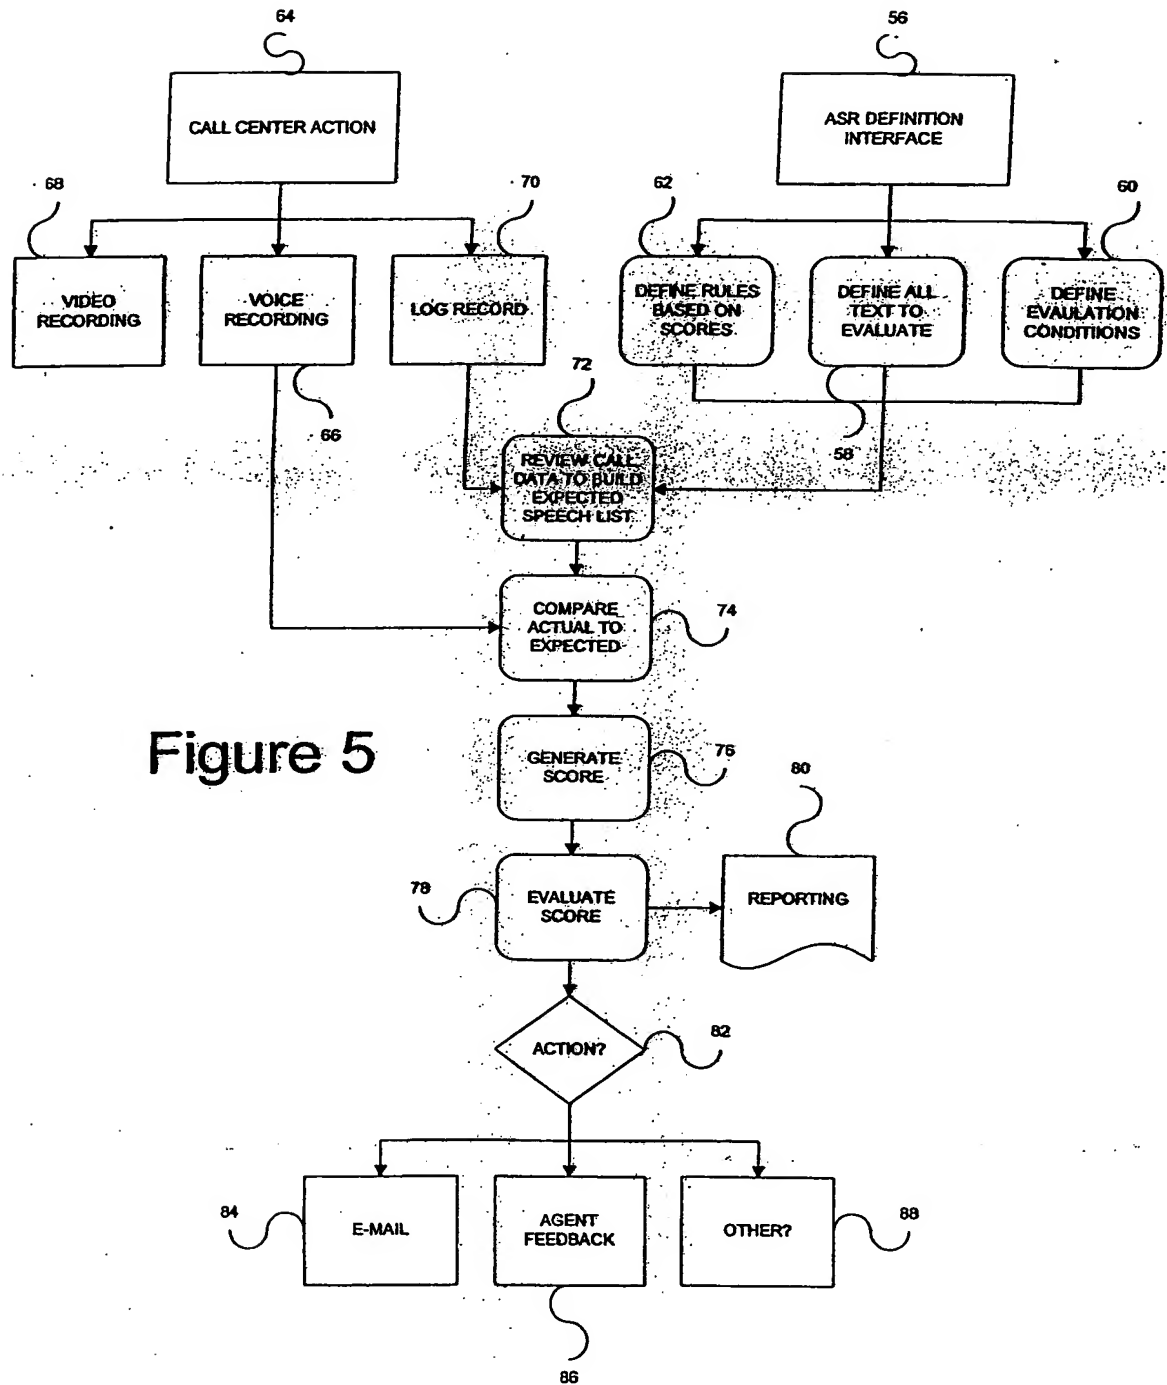 64
56
CALL CENTER ACTION
ASR DEFINITION
INTERFACE
68
70
62
60
VIDEO
RECORDING
VOICE
RECORDING
LOG RECORD
DEFINE RULES
BASED ON
SCORES
DEFINE ALL
TEXT TO
EVALUATE
DEFINE
EVAULATION
CONDITIONS
72
66
58
REVIEW CALL
DATA TO BUILD
EXPECTED
SPEECH LIST
COMPARE
ACTUAL TO
EXPECTED
74
Figure 5
GENERATE
SCORE
76
80
78
EVALUATE
SCORE
REPORTING
ACTION?
82
84
E-MAIL
AGENT
FEEDBACK
OTHER?
88
86